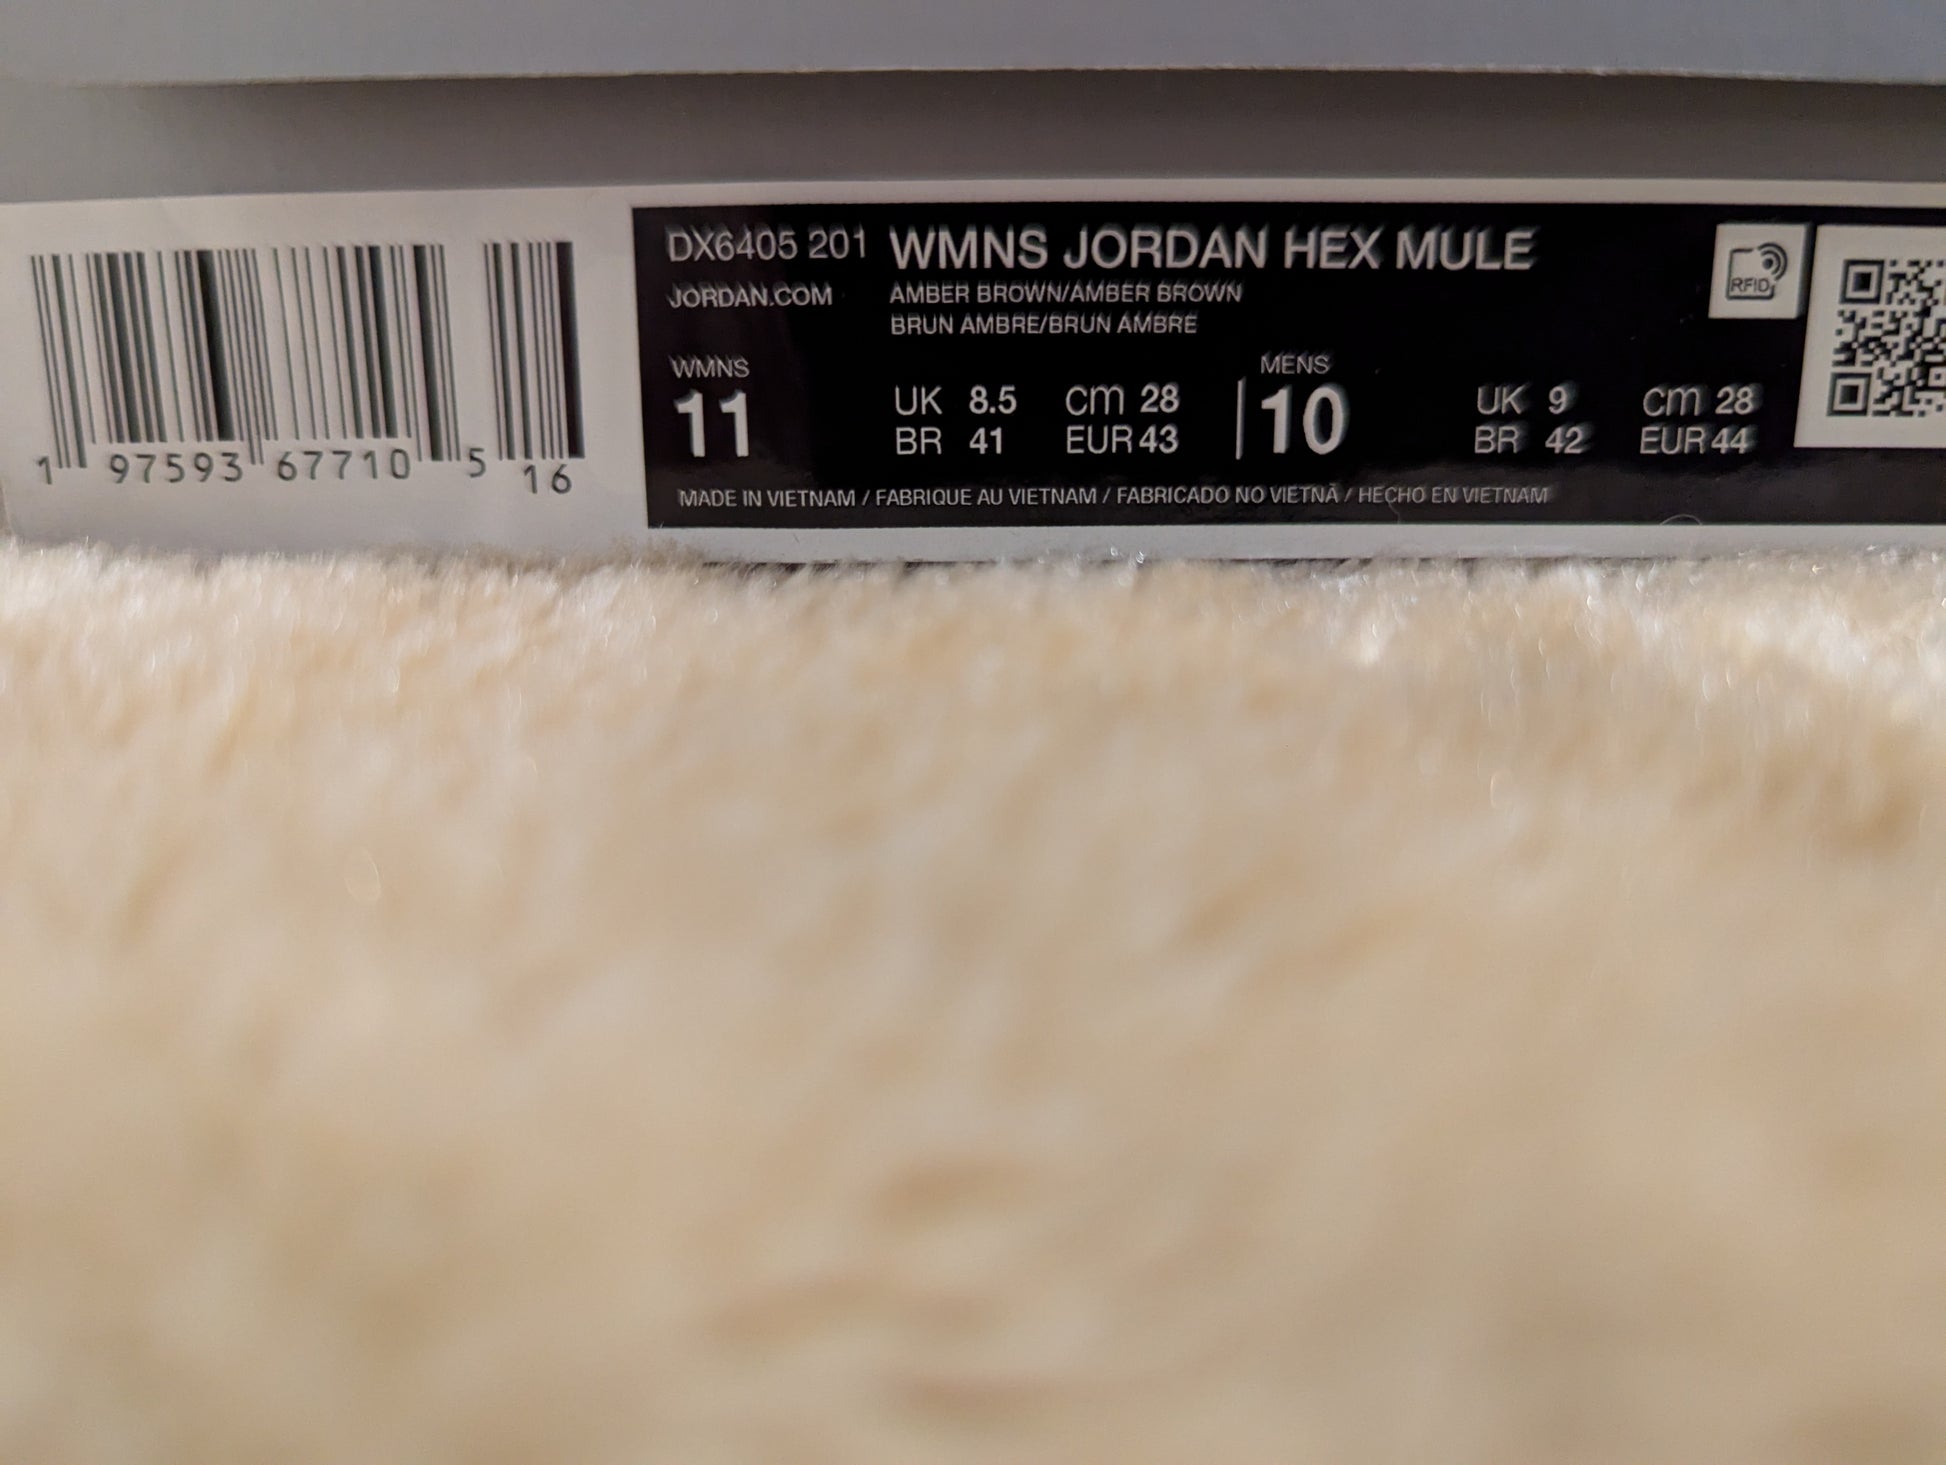 DX6405 201 WMNS JORDAN HEX MULE
JORDAN.COM AMBER BROWN/AMBER BROWN
BRUN AMBRE/BRUN AMBRE
RFID
WMNS MENS
11 UK 8.5 cm 28 10 UK 9 cm 28
BR 41 EUR 43 BR 42 EUR 44
1 97593 67710 5 16
MADE IN VIETNAM / FABRIQUE AU VIETNAM / FABRICADO NO VIETNÃ / HECHO EN VIETNAM